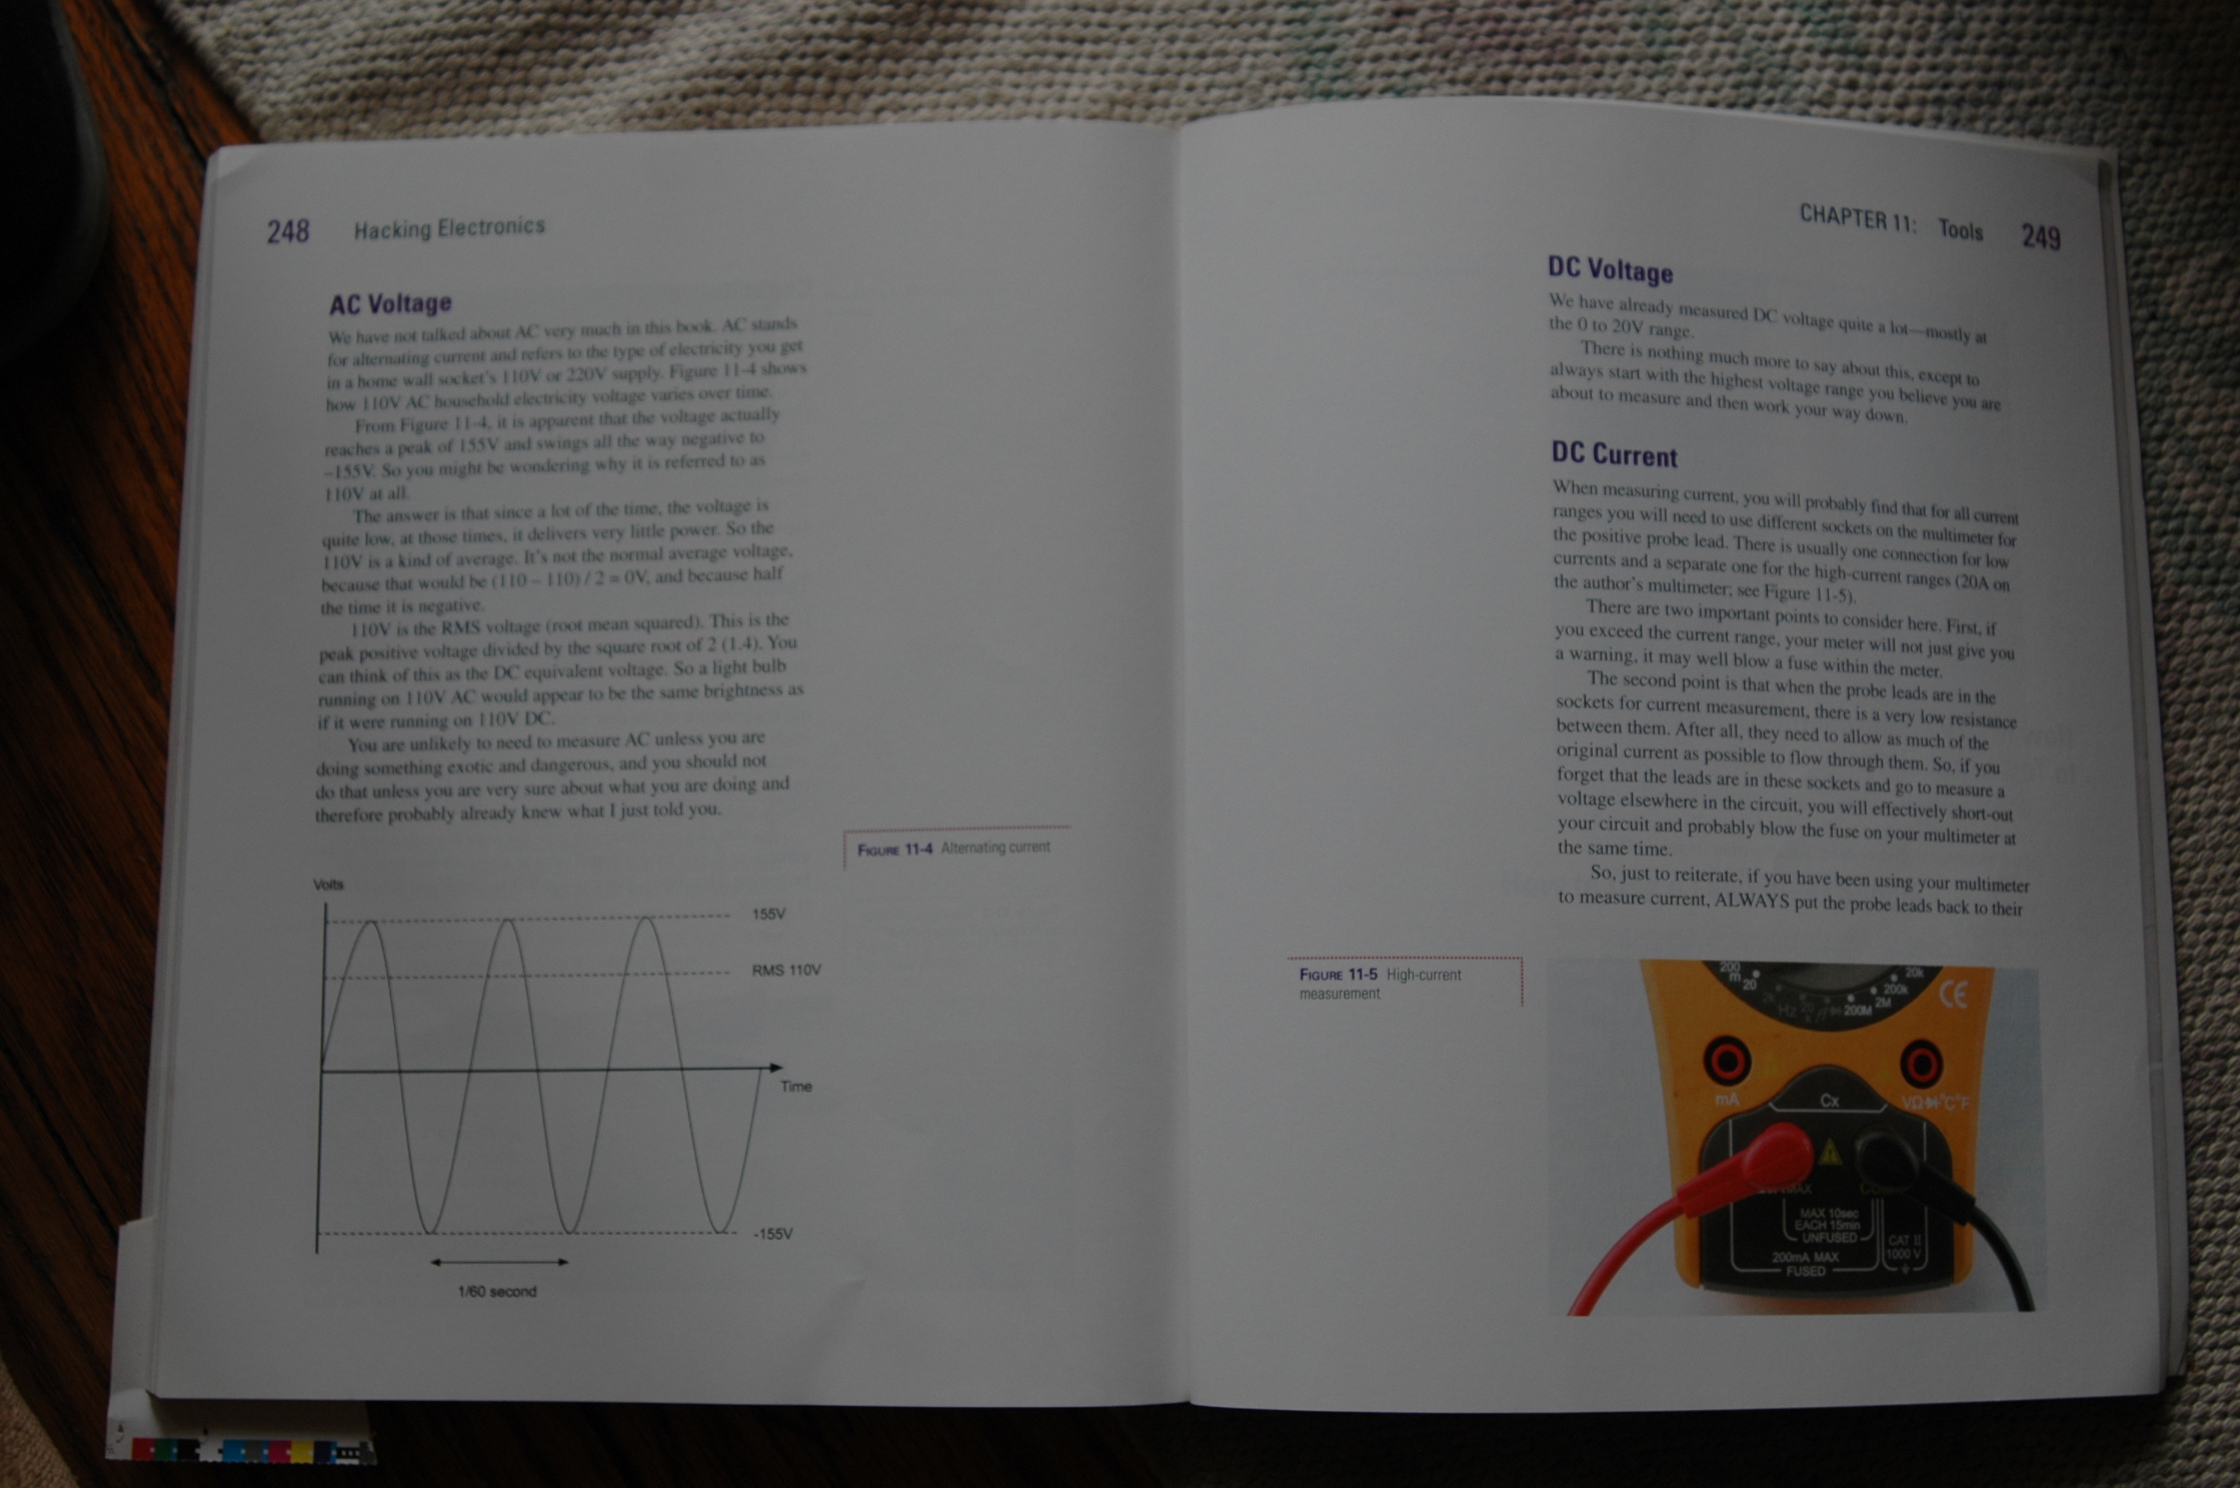 248 Hacking Electronics
AC Voltage
We have not talked about AC very much in this book. AC stands
for alternating current and refers to the type of electricity you get
in a home wall socket's 110V or 220V supply. Figure 11-4 shows
how 110V AC household electricity voltage varies over time.
From Figure 11-4, it is apparent that the voltage actually
reaches a peak of 155V and swings all the way negative to
–155V. So you might be wondering why it is referred to as
110V at all.
The answer is that since a lot of the time, the voltage is
quite low, at those times, it delivers very little power. So the
110V is a kind of average. It's not the normal average voltage,
because that would be (110 – 110) / 2 = 0V, and because half
the time it is negative.
110V is the RMS voltage (root mean squared). This is the
peak positive voltage divided by the square root of 2 (1.4). You
can think of this as the DC equivalent voltage. So a light bulb
running on 110V AC would appear to be the same brightness as
if it were running on 110V DC.
You are unlikely to need to measure AC unless you are
doing something exotic and dangerous, and you should not
do that unless you are very sure about what you are doing and
therefore probably already knew what I just told you.
FIGURE 11-4 Alternating current
Volts
155V
RMS 110V
Time
-155V
1/60 second
CHAPTER 11: Tools 249
DC Voltage
We have already measured DC voltage quite a lot—mostly at
the 0 to 20V range.
There is nothing much more to say about this, except to
always start with the highest voltage range you believe you are
about to measure and then work your way down.
DC Current
When measuring current, you will probably find that for all current
ranges you will need to use different sockets on the multimeter for
the positive probe lead. There is usually one connection for low
currents and a separate one for the high-current ranges (20A on
the author's multimeter; see Figure 11-5).
There are two important points to consider here. First, if
you exceed the current range, your meter will not just give you
a warning, it may well blow a fuse within the meter.
The second point is that when the probe leads are in the
sockets for current measurement, there is a very low resistance
between them. After all, they need to allow as much of the
original current as possible to flow through them. So, if you
forget that the leads are in these sockets and go to measure a
voltage elsewhere in the circuit, you will effectively short-out
your circuit and probably blow the fuse on your multimeter at
the same time.
So, just to reiterate, if you have been using your multimeter
to measure current, ALWAYS put the probe leads back to their
FIGURE 11-5 High-current
measurement
200
m
20
20k
200k
2M
200M
CE
mA
Cx
MAX 10sec
EACH 15min
UNFUSED
200mA MAX
FUSED
CAT II
1000 V